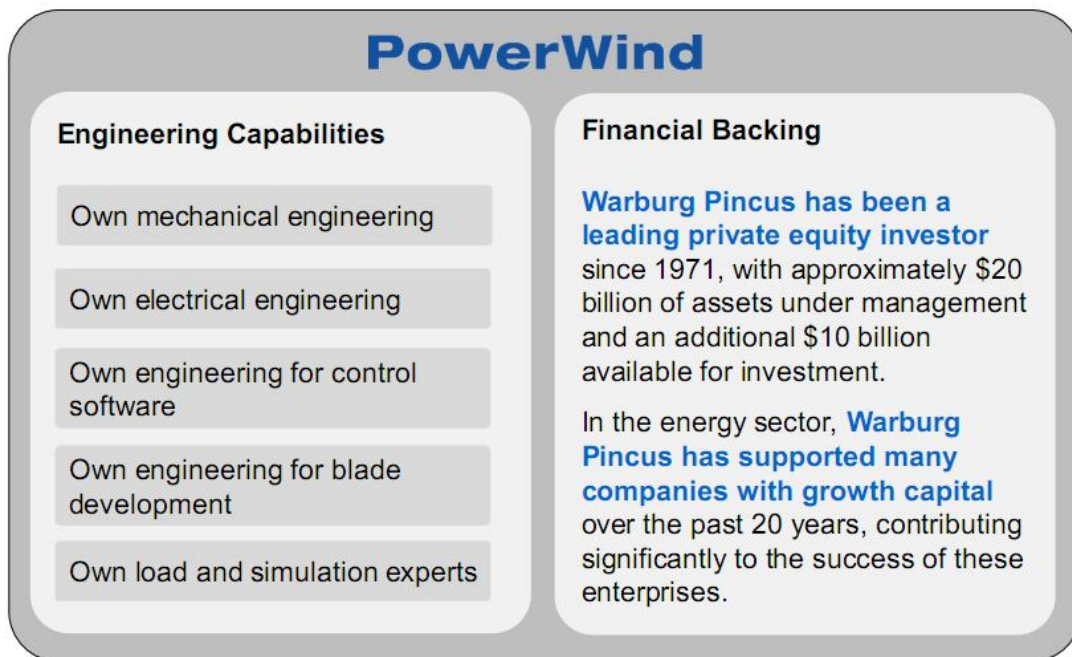 PowerWind
Engineering Capabilities
Own mechanical engineering
Own electrical engineering
Own engineering for control
software
Own engineering for blade
development
Own load and simulation experts
Financial Backing
Warburg Pincus has been a
leading private equity investor
since 1971, with approximately $20
billion of assets under management
and an additional $10 billion
available for investment.
In the energy sector, Warburg
Pincus has supported many
companies with growth capital
over the past 20 years, contributing
significantly to the success of these
enterprises.